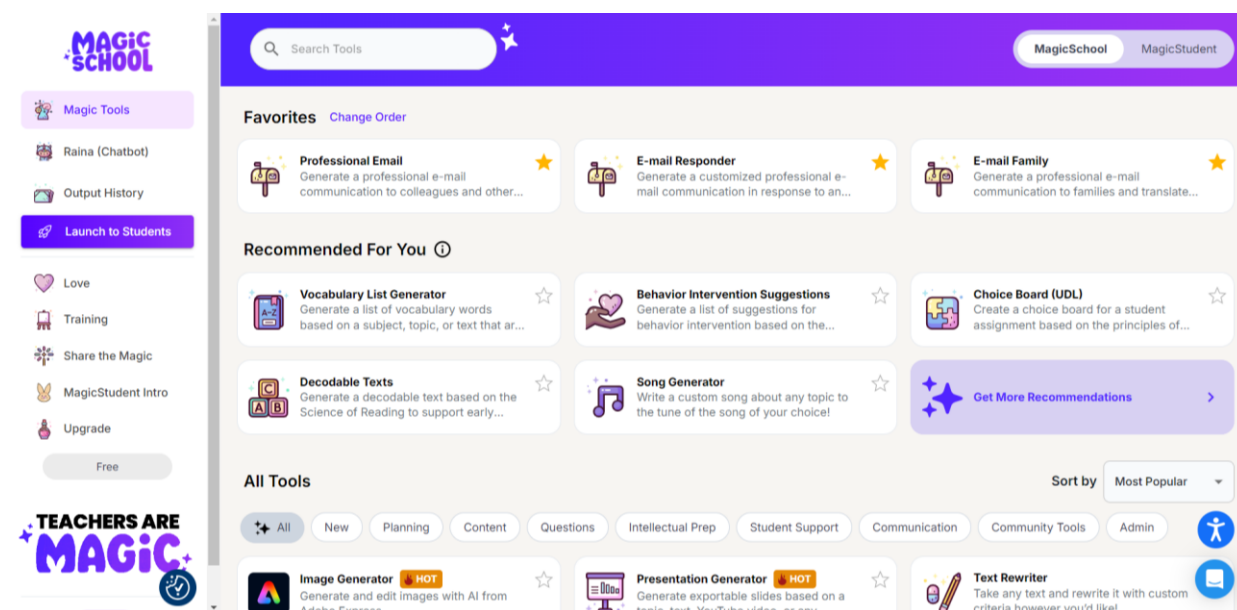 MAGiC
SCHOOL
Magic Tools
Raina (Chatbot)
Output History
Launch to Students
Love
Training
Share the Magic
MagicStudent Intro
Upgrade
Free
TEACHERS ARE
MAGiC
Search Tools
MagicSchool
MagicStudent
Favorites Change Order
Professional Email
Generate a professional e-mail
communication to colleagues and other...
E-mail Responder
Generate a customized professional e-
mail communication in response to an...
E-mail Family
Generate a professional e-mail
communication to families and translate...
Recommended For You
Vocabulary List Generator
Generate a list of vocabulary words
based on a subject, topic, or text that ar...
Behavior Intervention Suggestions
Generate a list of suggestions for
behavior intervention based on the...
Choice Board (UDL)
Create a choice board for a student
assignment based on the principles of...
Decodable Texts
Generate a decodable text based on the
Science of Reading to support early...
Song Generator
Write a custom song about any topic to
the tune of the song of your choice!
Get More Recommendations
All Tools
Sort by Most Popular
All
New
Planning
Content
Questions
Intellectual Prep
Student Support
Communication
Community Tools
Admin
Image Generator HOT
Generate and edit images with AI from
Adobe Express
Presentation Generator HOT
Generate exportable slides based on a
topic, text, YouTube video, or any
Text Rewriter
Take any text and rewrite it with custom
criteria however you'd like!